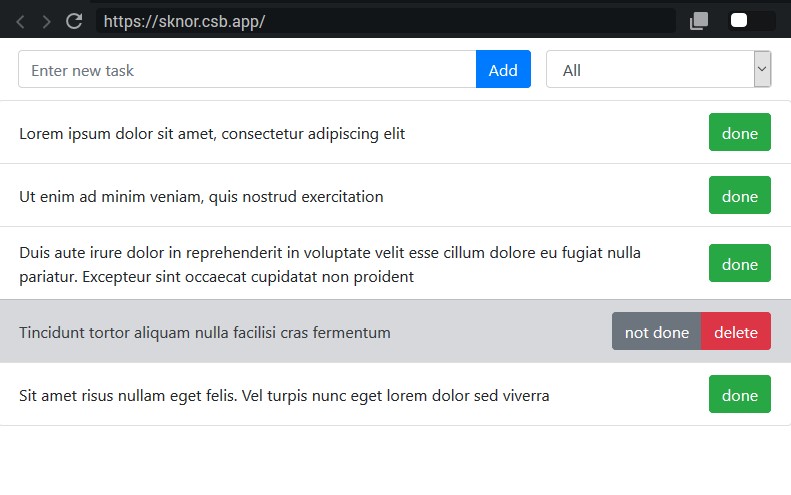 https://sknor.csb.app/
Enter new task Add All
Lorem ipsum dolor sit amet, consectetur adipiscing elit done
Ut enim ad minim veniam, quis nostrud exercitation done
Duis aute irure dolor in reprehenderit in voluptate velit esse cillum dolore eu fugiat nulla
pariatur. Excepteur sint occaecat cupidatat non proident done
Tincidunt tortor aliquam nulla facilisi cras fermentum not done delete
Sit amet risus nullam eget felis. Vel turpis nunc eget lorem dolor sed viverra done